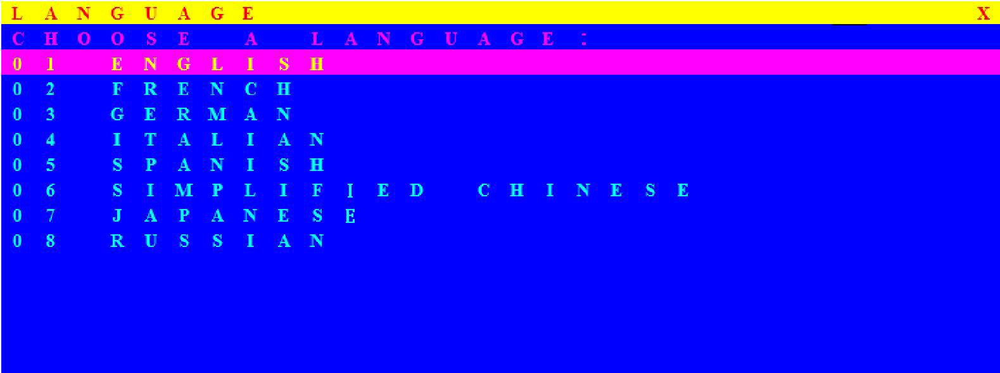 LANGUAGE X
CHOOSE A LANGUAGE:
01 ENGLISH
02 FRENCH
03 GERMAN
04 ITALIAN
05 SPANISH
06 SIMPLIFIED CHINESE
07 JAPANESE
08 RUSSIAN